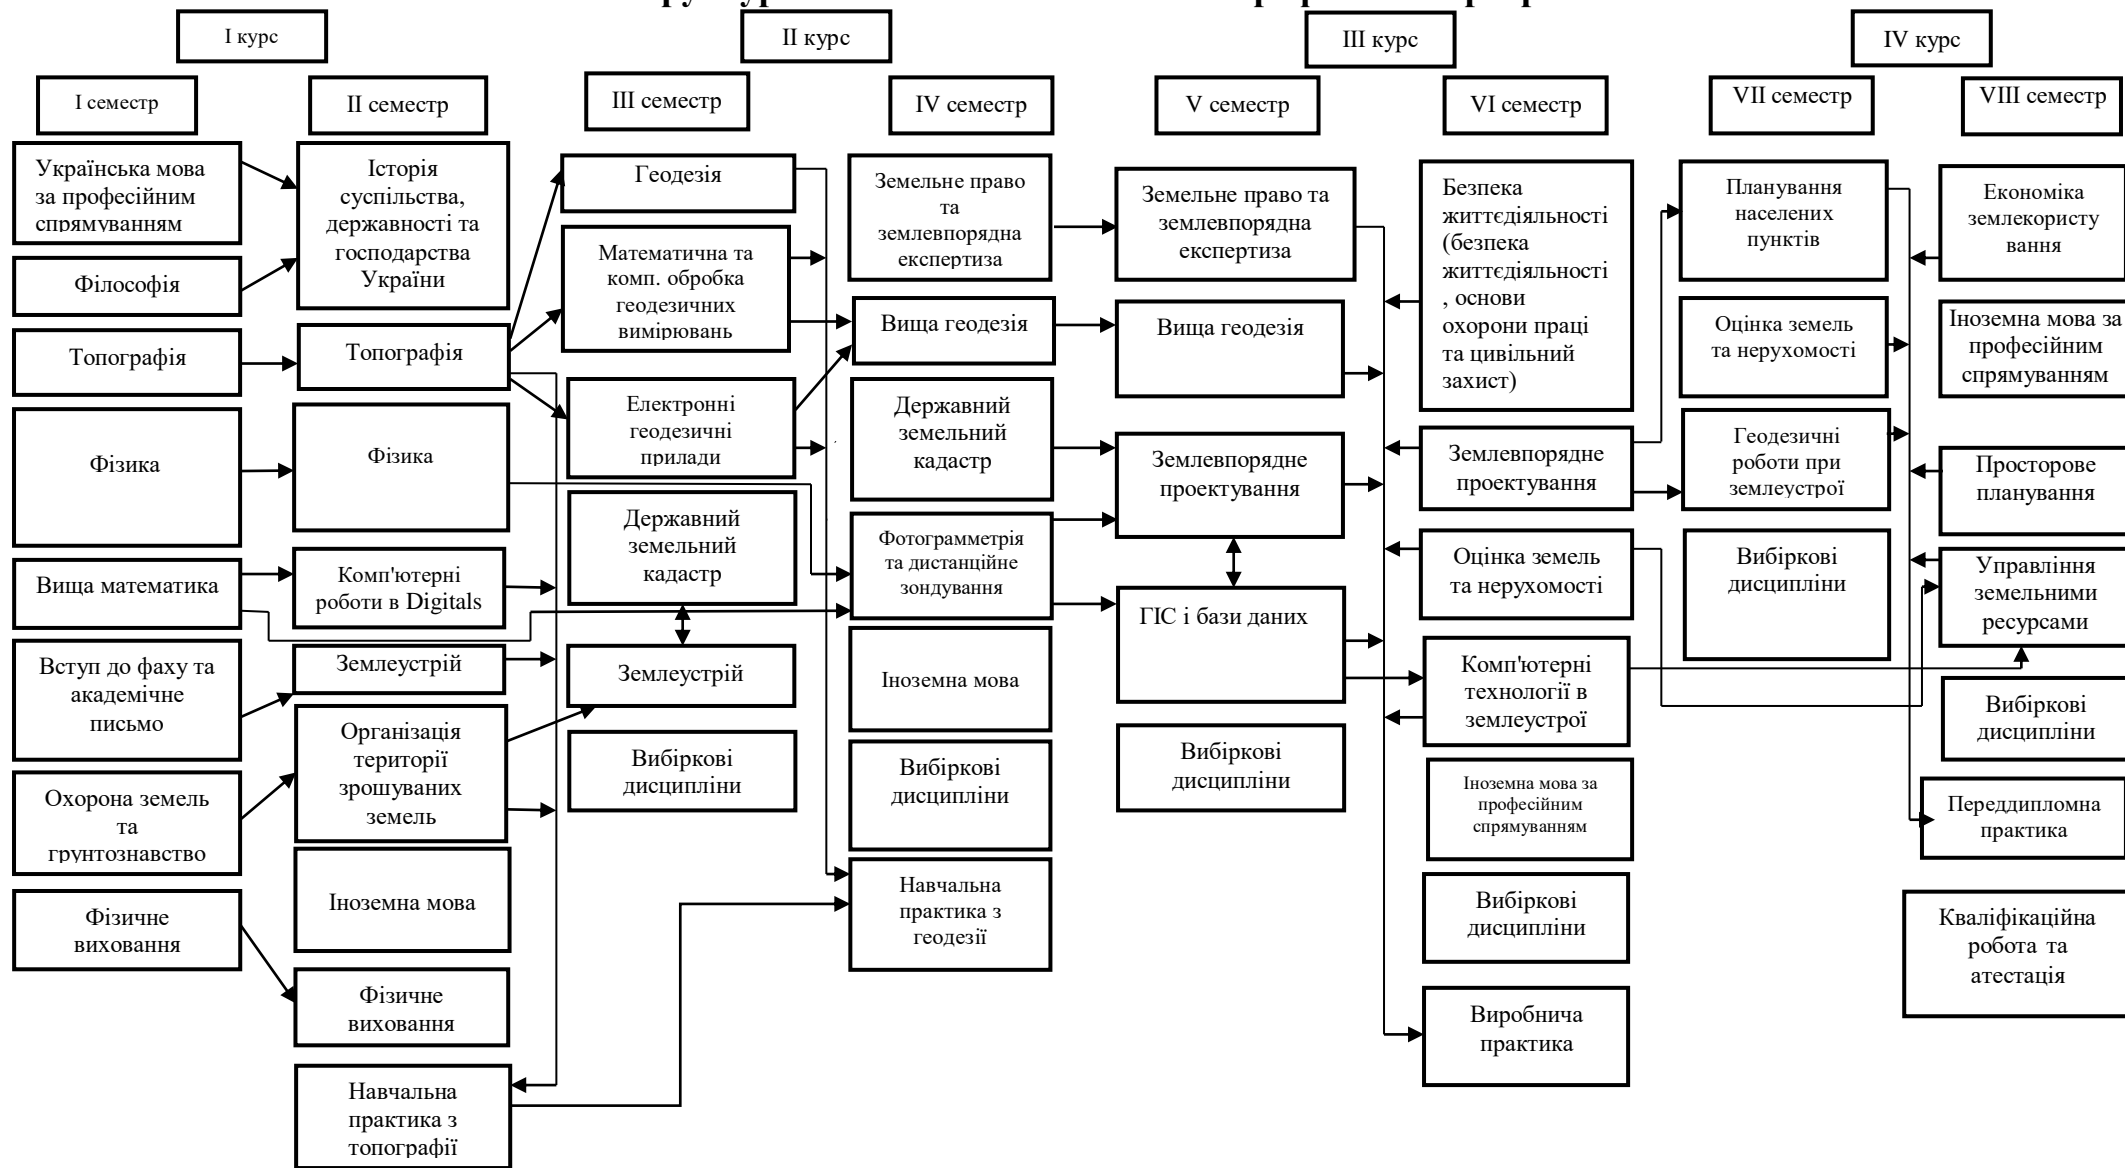 І курс
ІІ курс
ІІІ курс
ІV курс
І семестр
ІІ семестр
ІІІ семестр
ІV семестр
V семестр
VІ семестр
VІІ семестр
VІІІ семестр
Українська мова
за професійним
спрямуванням
Філософія
Топографія
Фізика
Вища математика
Вступ до фаху та
академічне
письмо
Охорона земель
та
грунтознавство
Фізичне
виховання
Історія
суспільства,
державності та
господарства
України
Топографія
Фізика
Комп'ютерні
роботи в Digitals
Землеустрій
Організація
території
зрошуваних
земель
Іноземна мова
Фізичне
виховання
Навчальна
практика з
топографії
Геодезія
Математична та
комп. обробка
геодезичних
вимірювань
Електронні
геодезичні
прилади
Державний
земельний
кадастр
Землеустрій
Вибіркові
дисципліни
Земельне право
та
землевпорядна
експертиза
Вища геодезія
Державний
земельний
кадастр
Фотограмметрія
та дистанційне
зондування
Іноземна мова
Вибіркові
дисципліни
Навчальна
практика з
геодезії
Земельне право та
землевпорядна
експертиза
Вища геодезія
Землевпорядне
проектування
ГІС і бази даних
Вибіркові
дисципліни
Безпека
життєдіяльності
(безпека
життєдіяльності
, основи
охорони праці
та цивільний
захист)
Землевпорядне
проектування
Оцінка земель
та нерухомості
Комп'ютерні
технології в
землеустрої
Іноземна мова за
професійним
спрямуванням
Вибіркові
дисципліни
Виробнича
практика
Планування
населених
пунктів
Оцінка земель
та нерухомості
Геодезичні
роботи при
землеустрої
Вибіркові
дисципліни
Економіка
землекористу
вання
Іноземна мова за
професійним
спрямуванням
Просторове
планування
Управління
земельними
ресурсами
Вибіркові
дисципліни
Переддипломна
практика
Кваліфікаційна
робота та
атестація